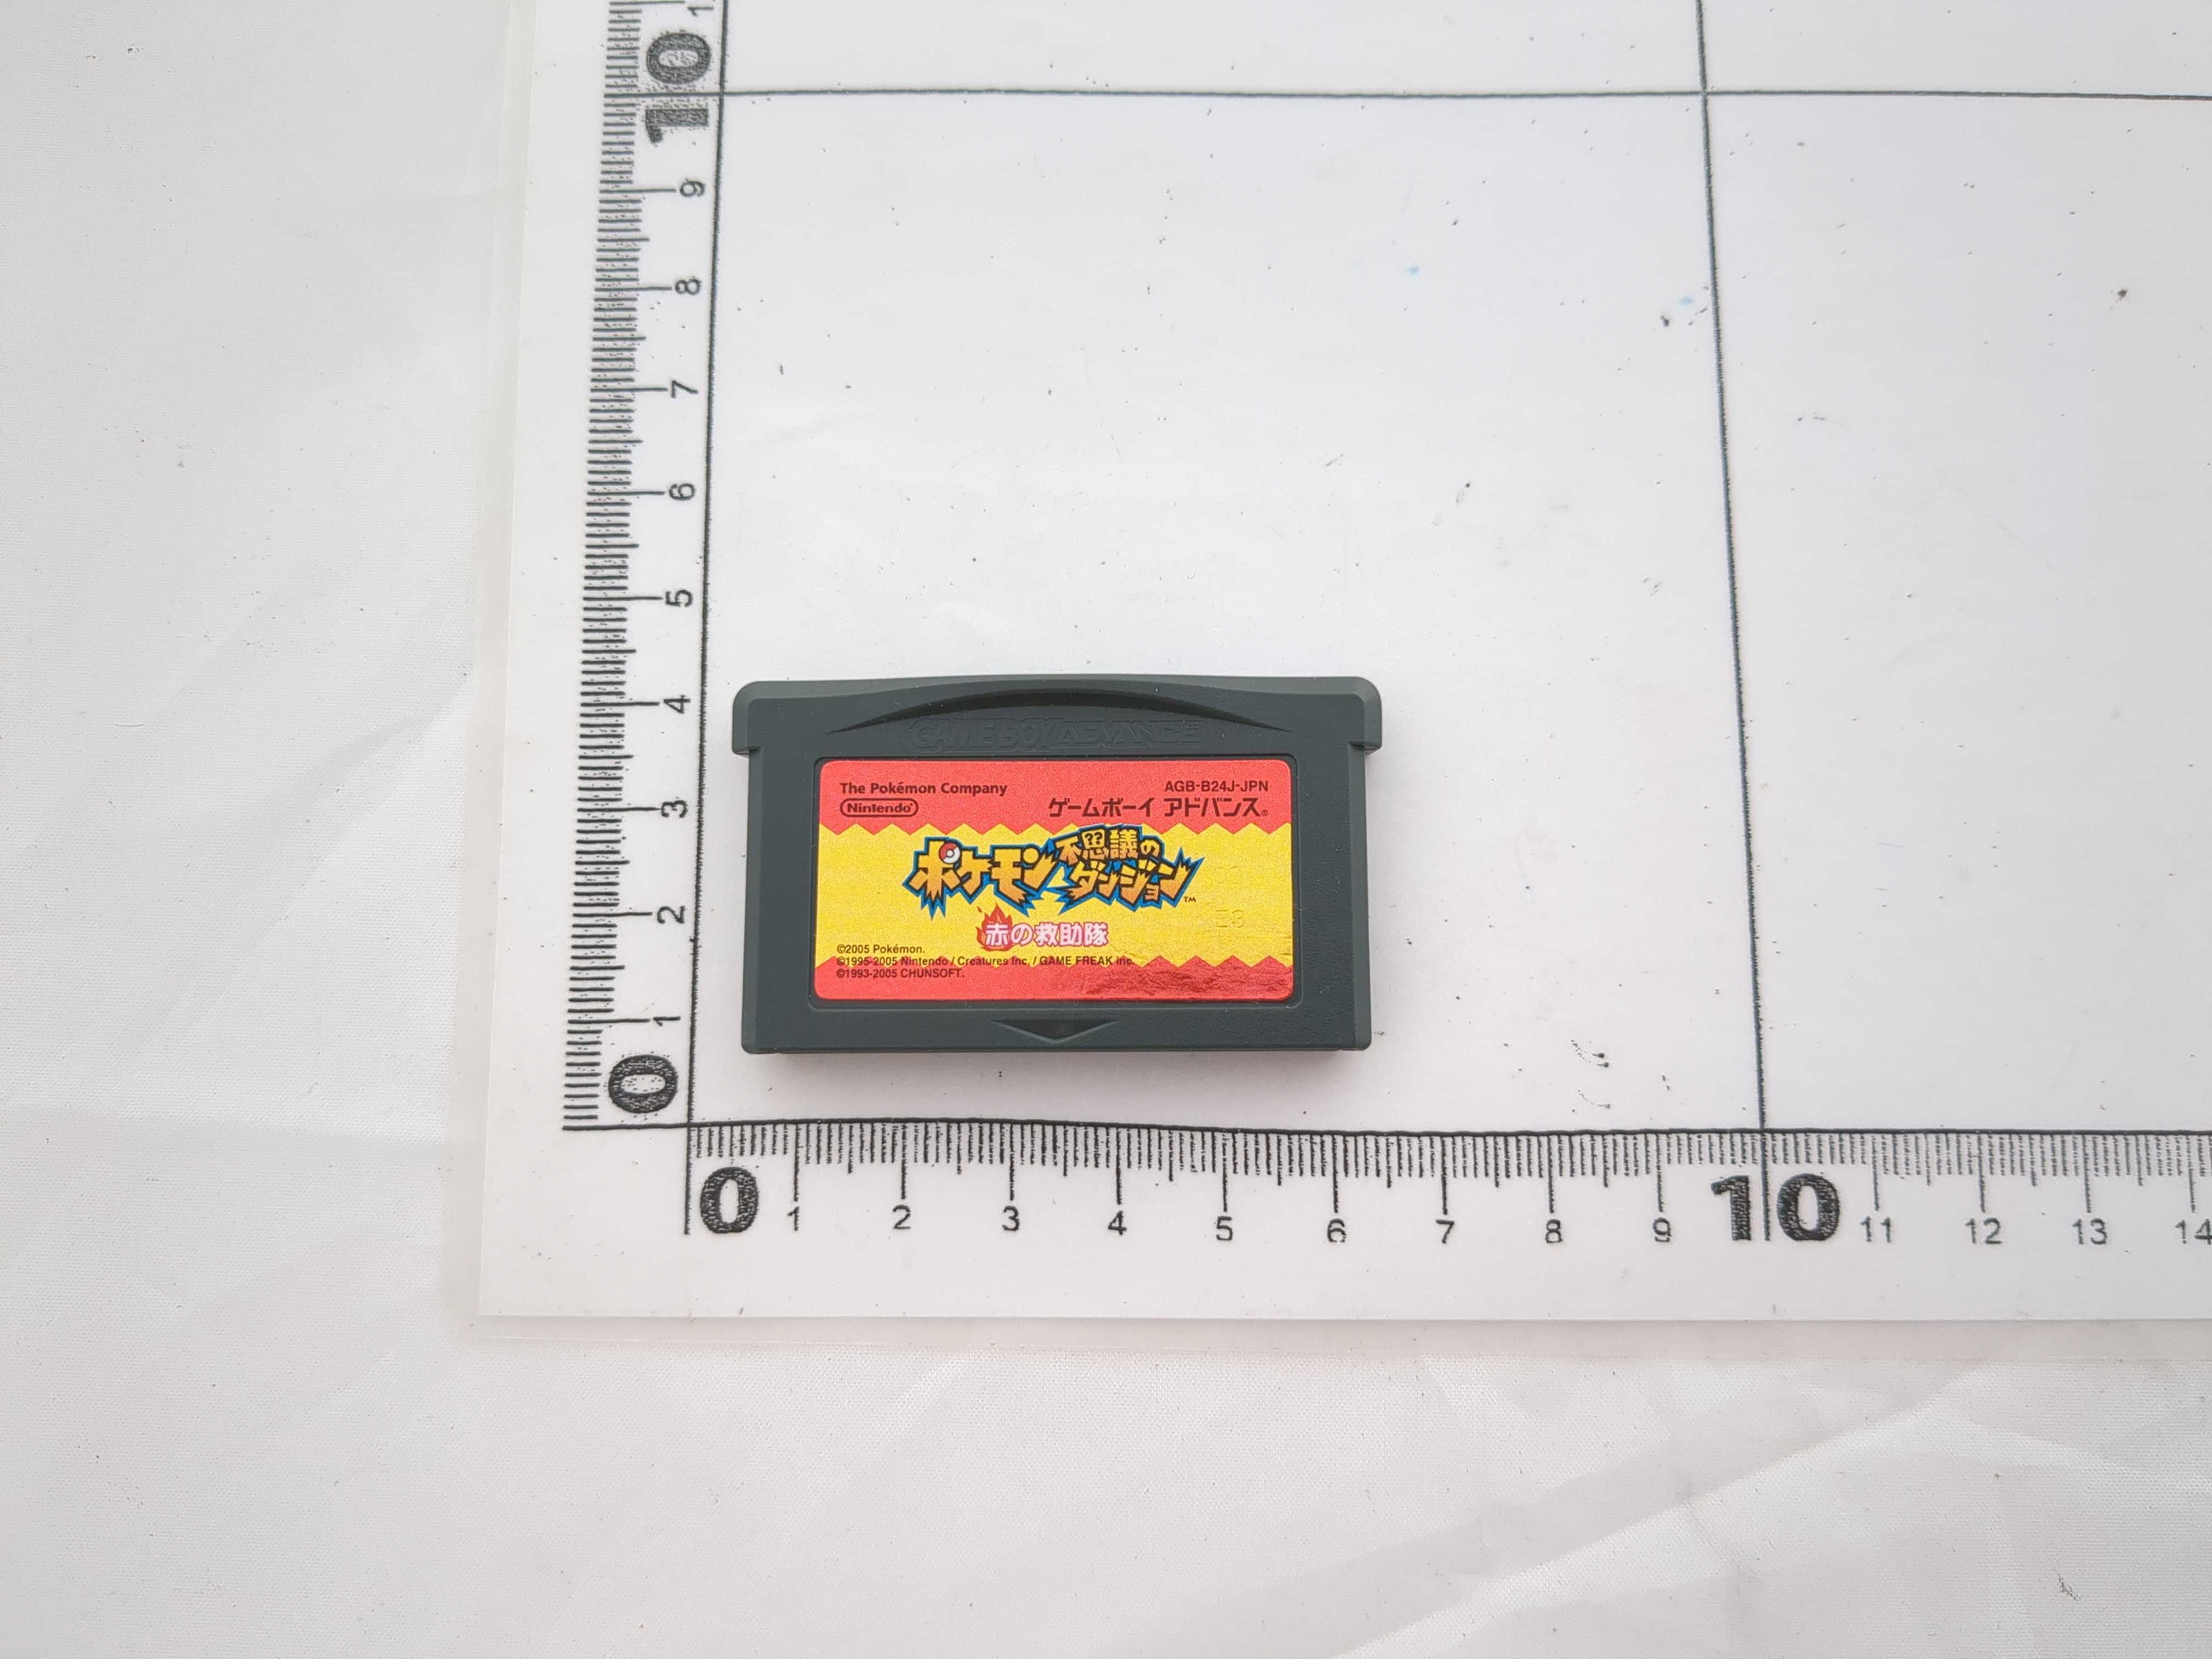 10
9
8
7
6
5
4
3
2
1
0
GAME BOY ADVANCE
The Pokémon Company
AGB-B24J-JPN
Nintendo
ゲームボーイ アドバンス®
ポケモン不思議のダンジョン™
赤の救助隊
©2005 Pokémon.
©1995-2005 Nintendo / Creatures inc. / GAME FREAK inc.
©1993-2005 CHUNSOFT.
0 1 2 3 4 5 6 7 8 9 10 11 12 13 14